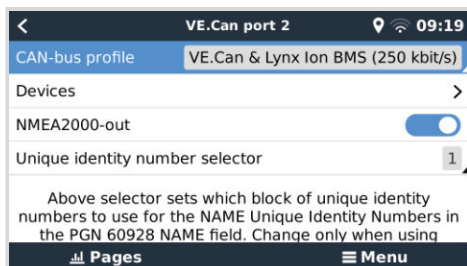 VE.Can port 2 09:19
CAN-bus profile VE.Can & Lynx Ion BMS (250 kbit/s)
Devices
NMEA2000-out
Unique identity number selector 1
Above selector sets which block of unique identity
numbers to use for the NAME Unique Identity Numbers in
the PGN 60928 NAME field. Change only when using
Pages Menu